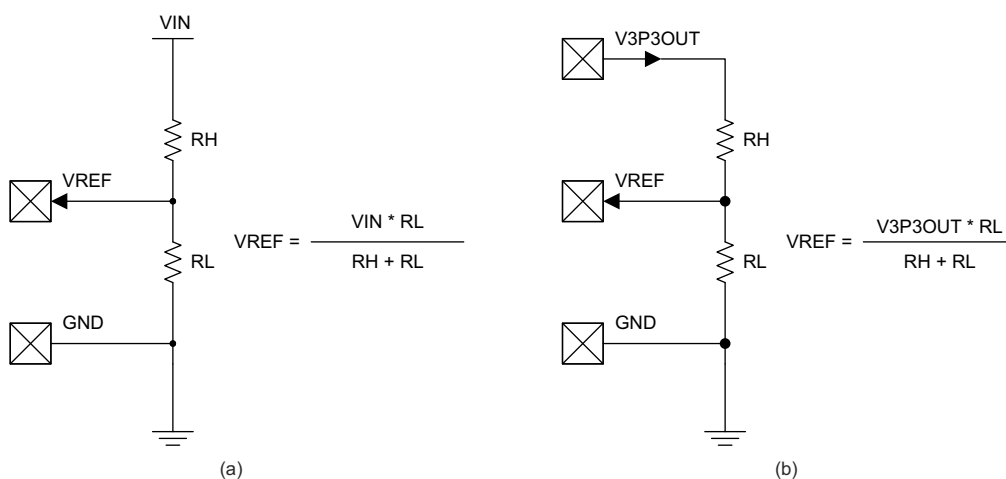 VIN
RH
VREF
VREF = VIN * RL
RH + RL
RL
GND
(a)
V3P3OUT
RH
VREF
VREF = V3P3OUT * RL
RH + RL
RL
GND
(b)